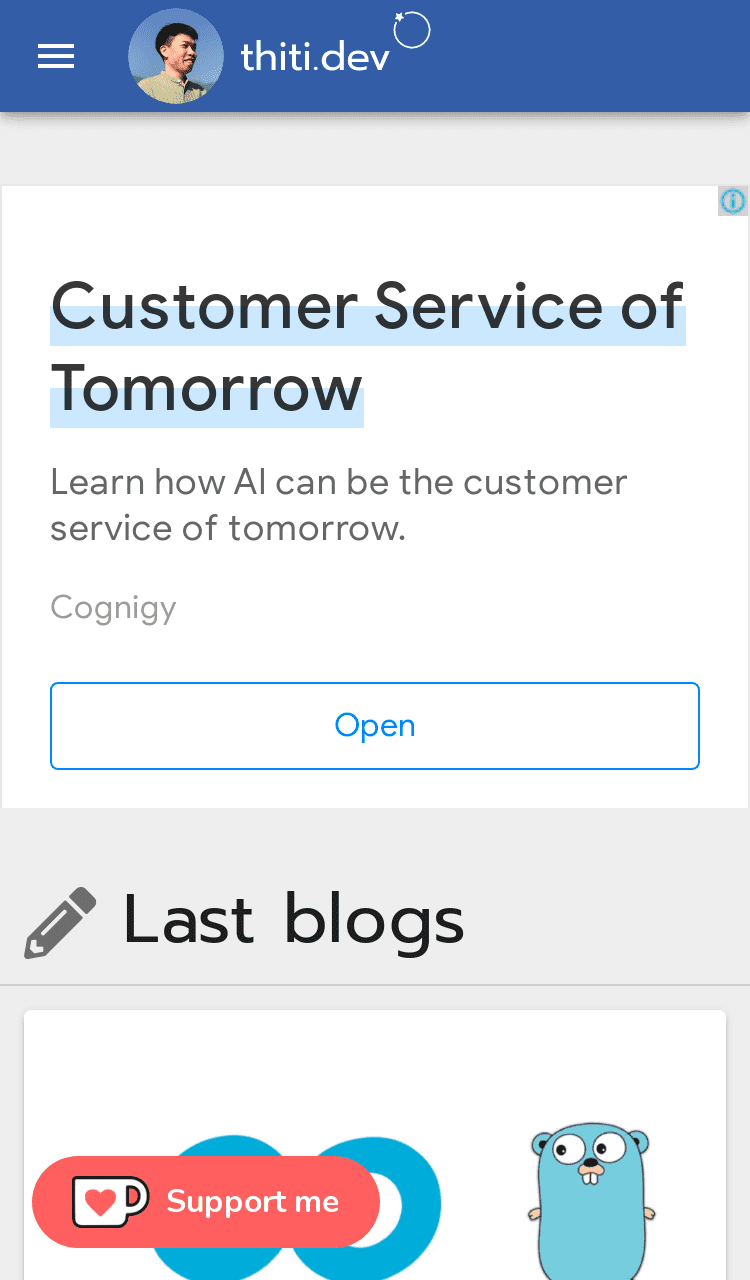 thiti.dev
Customer Service of
Tomorrow
Learn how AI can be the customer
service of tomorrow.
Cognigy
Open
Last blogs
Support me